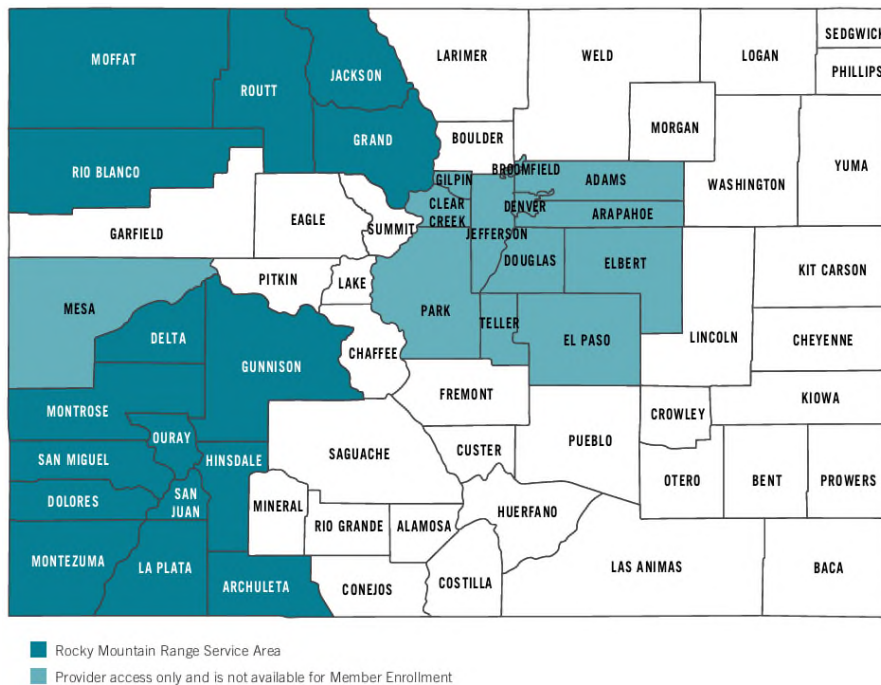 MOFFAT
ROUTT
JACKSON
LARIMER
WELD
LOGAN
SEDGWICK
PHILLIPS
GRAND
BOULDER
MORGAN
RIO BLANCO
GILPIN
BROOMFIELD
ADAMS
WASHINGTON
YUMA
GARFIELD
EAGLE
SUMMIT
CLEAR
CREEK
DENVER
ARAPAHOE
JEFFERSON
DOUGLAS
ELBERT
KIT CARSON
PITKIN
LAKE
MESA
PARK
TELLER
DELTA
GUNNISON
CHAFFEE
EL PASO
LINCOLN
CHEYENNE
FREMONT
KIOWA
MONTROSE
CROWLEY
OURAY
SAGUACHE
CUSTER
PUEBLO
SAN MIGUEL
HINSDALE
OTERO
BENT
PROWERS
DOLORES
SAN
JUAN
MINERAL
RIO GRANDE
ALAMOSA
HUERFANO
MONTEZUMA
LA PLATA
ARCHULETA
CONEJOS
COSTILLA
LAS ANIMAS
BACA
Rocky Mountain Range Service Area
Provider access only and is not available for Member Enrollment